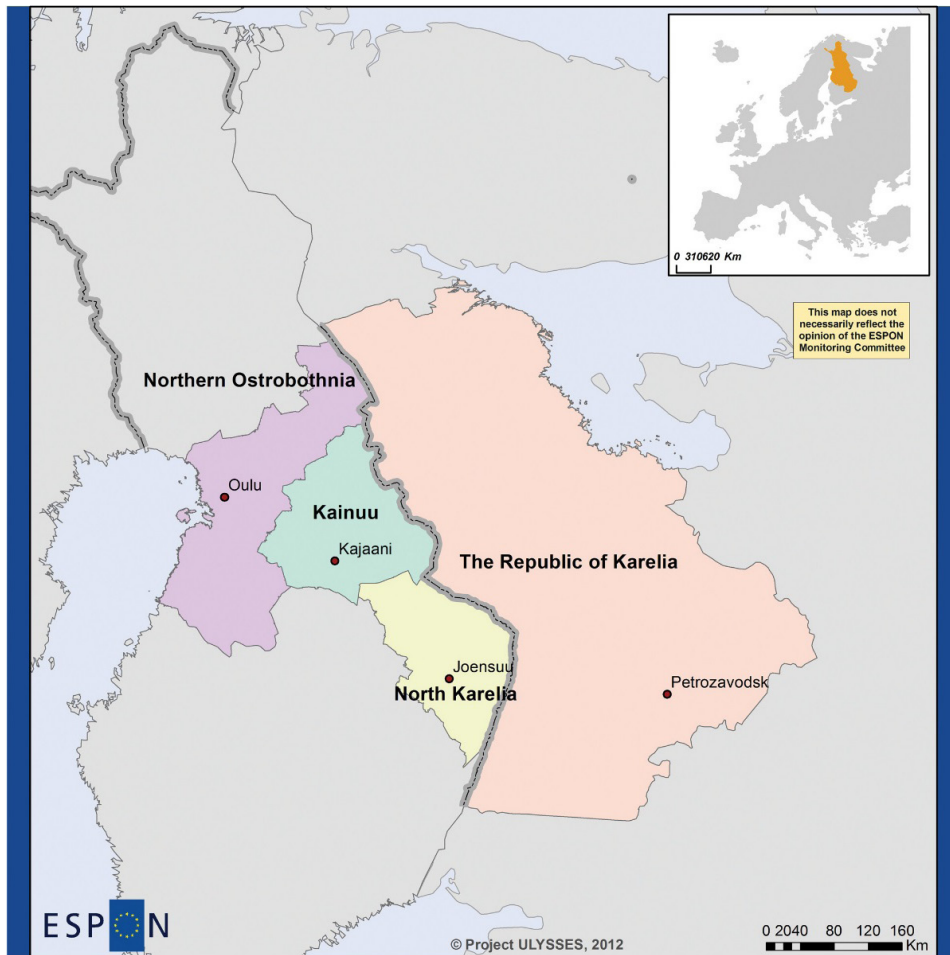 0 310620 Km
This map does not
necessarily reflect the
opinion of the ESPON
Monitoring Committee
Northern Ostrobothnia
Oulu
Kainuu
Kajaani
The Republic of Karelia
Joensuu
North Karelia
Petrozavodsk
ESPON
© Project ULYSSES, 2012
0 2040 80 120 160
Km